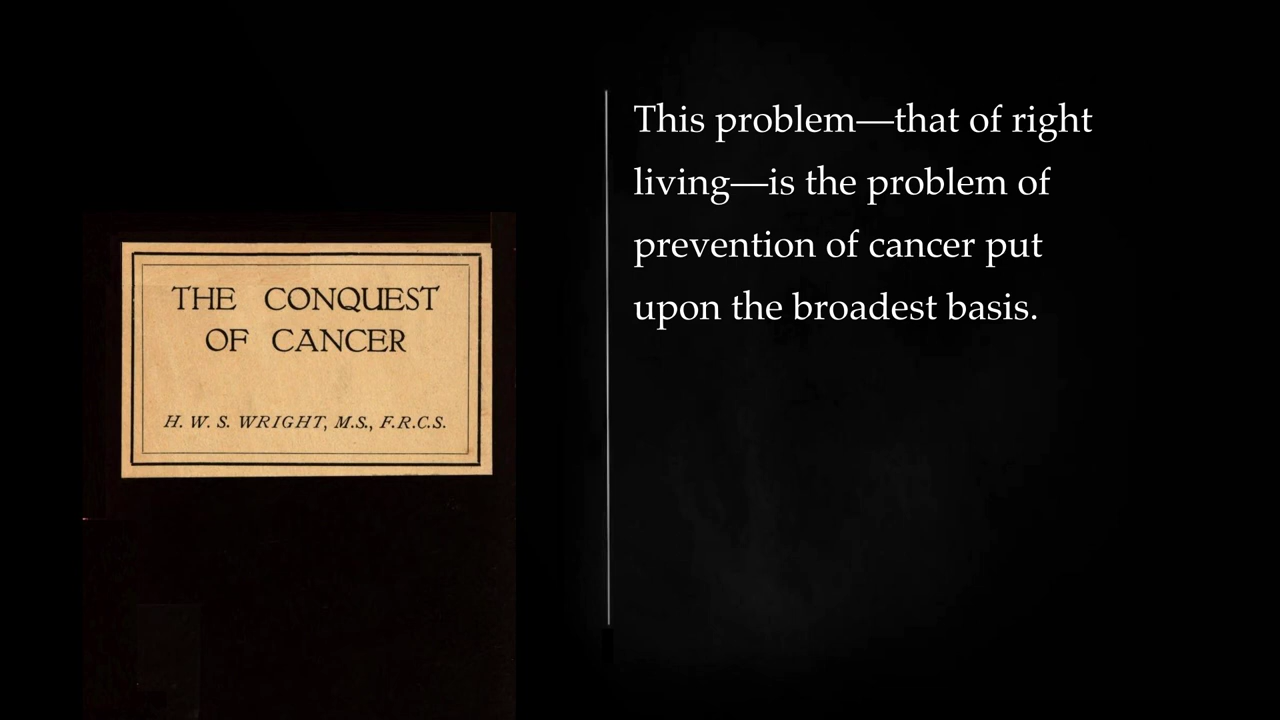 THE CONQUEST
OF CANCER
H. W. S. WRIGHT, M.S., F.R.C.S.
This problem—that of right
living—is the problem of
prevention of cancer put
upon the broadest basis.